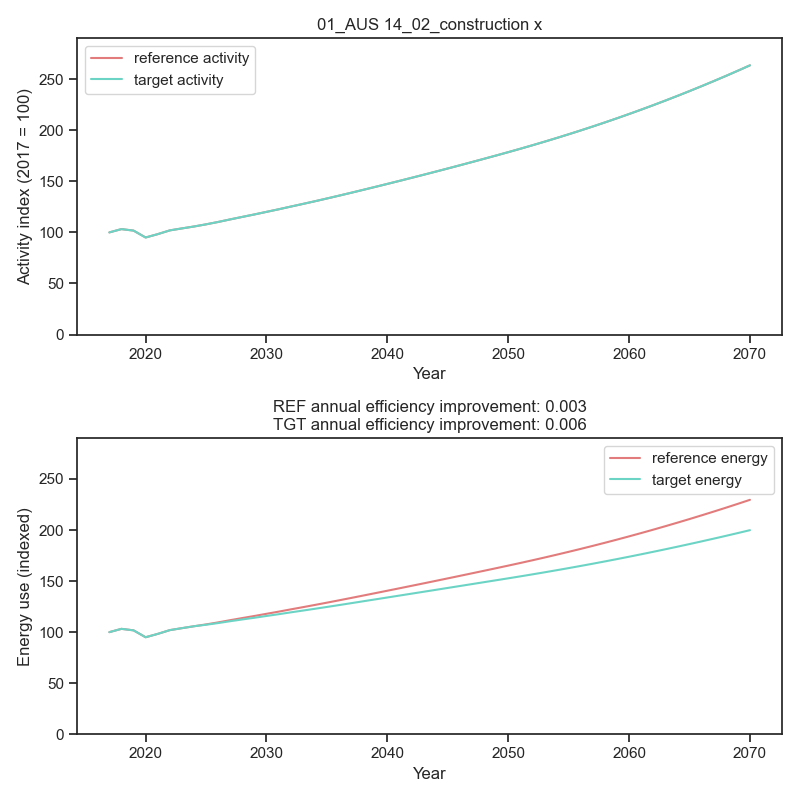 01_AUS 14_02_construction x
reference activity
target activity
Activity index (2017 = 100)
250
200
150
100
50
0
2020 2030 2040 2050 2060 2070
Year
REF annual efficiency improvement: 0.003
TGT annual efficiency improvement: 0.006
reference energy
target energy
Energy use (indexed)
250
200
150
100
50
0
2020 2030 2040 2050 2060 2070
Year